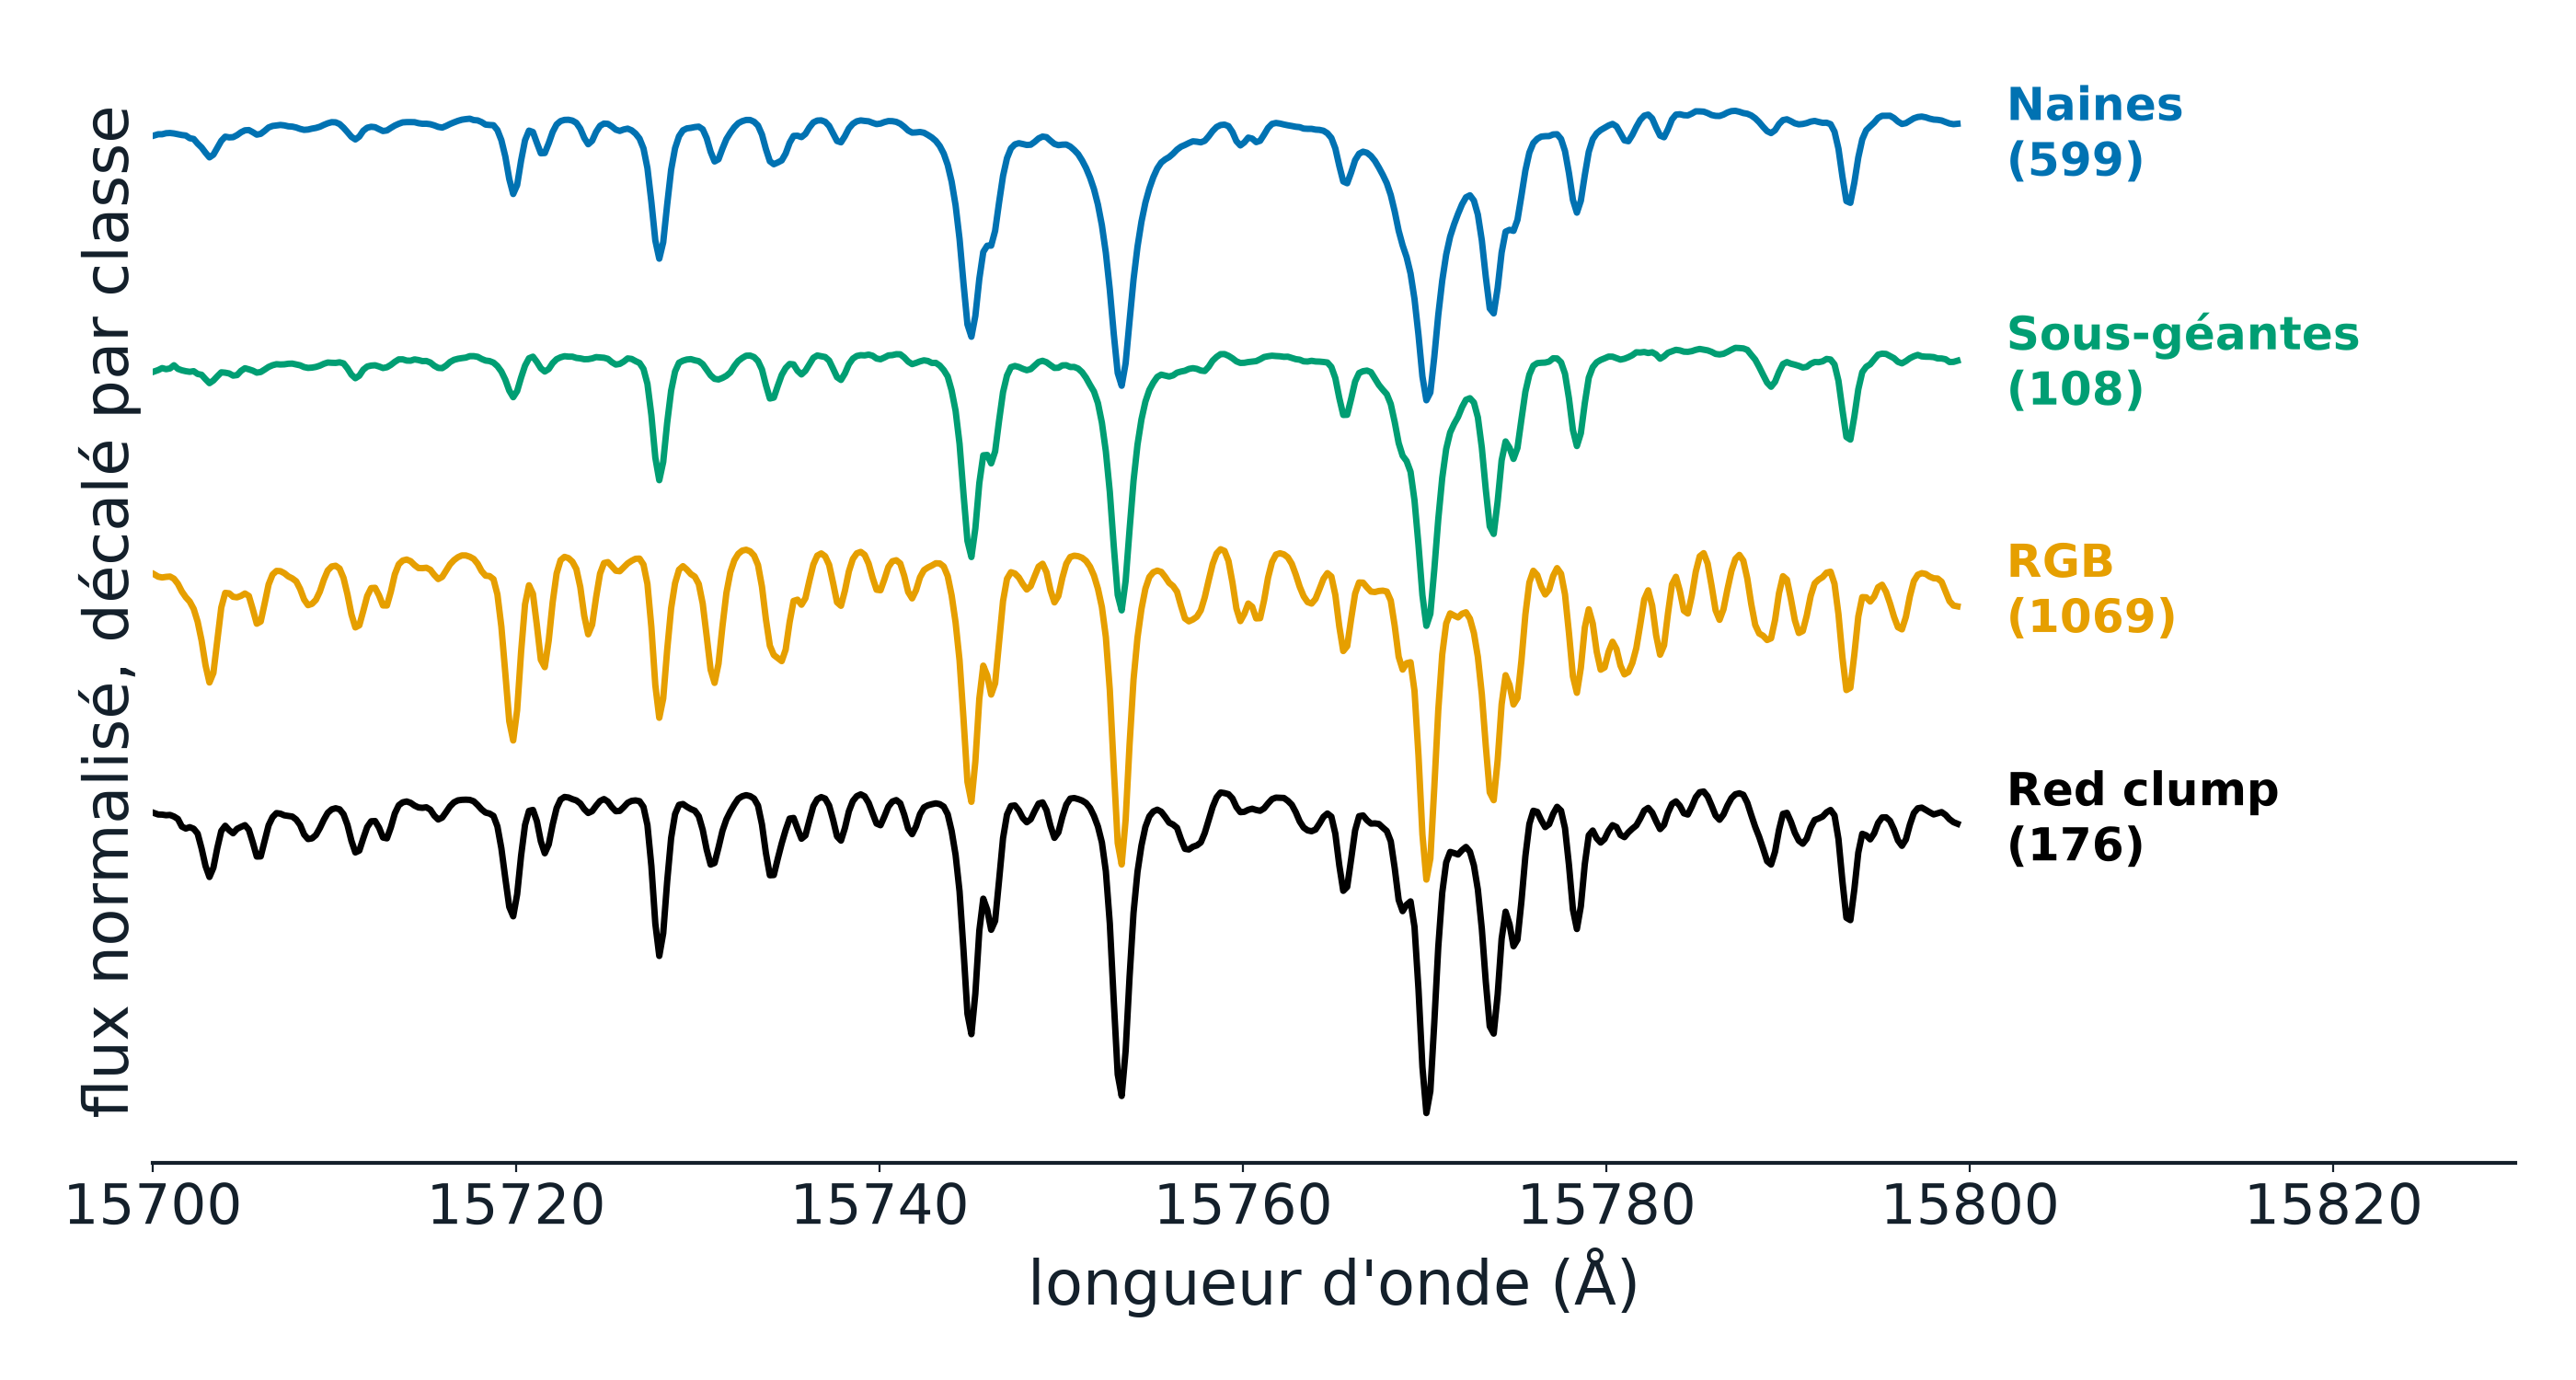 flux normalisé, décalé par classe
Naines
(599)
Sous-géantes
(108)
RGB
(1069)
Red clump
(176)
15700 15720 15740 15760 15780 15800 15820
longueur d'onde (Å)